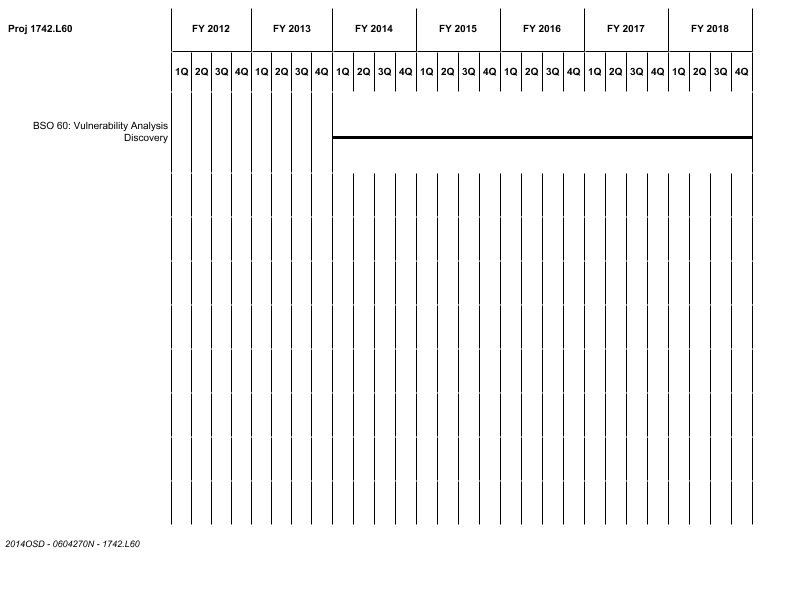 Proj 1742.L60 FY 2012 FY 2013 FY 2014 FY 2015 FY 2016 FY 2017 FY 2018
1Q 2Q 3Q 4Q 1Q 2Q 3Q 4Q 1Q 2Q 3Q 4Q 1Q 2Q 3Q 4Q 1Q 2Q 3Q 4Q 1Q 2Q 3Q 4Q 1Q 2Q 3Q 4Q
BSO 60: Vulnerability Analysis
Discovery
2014OSD - 0604270N - 1742.L60